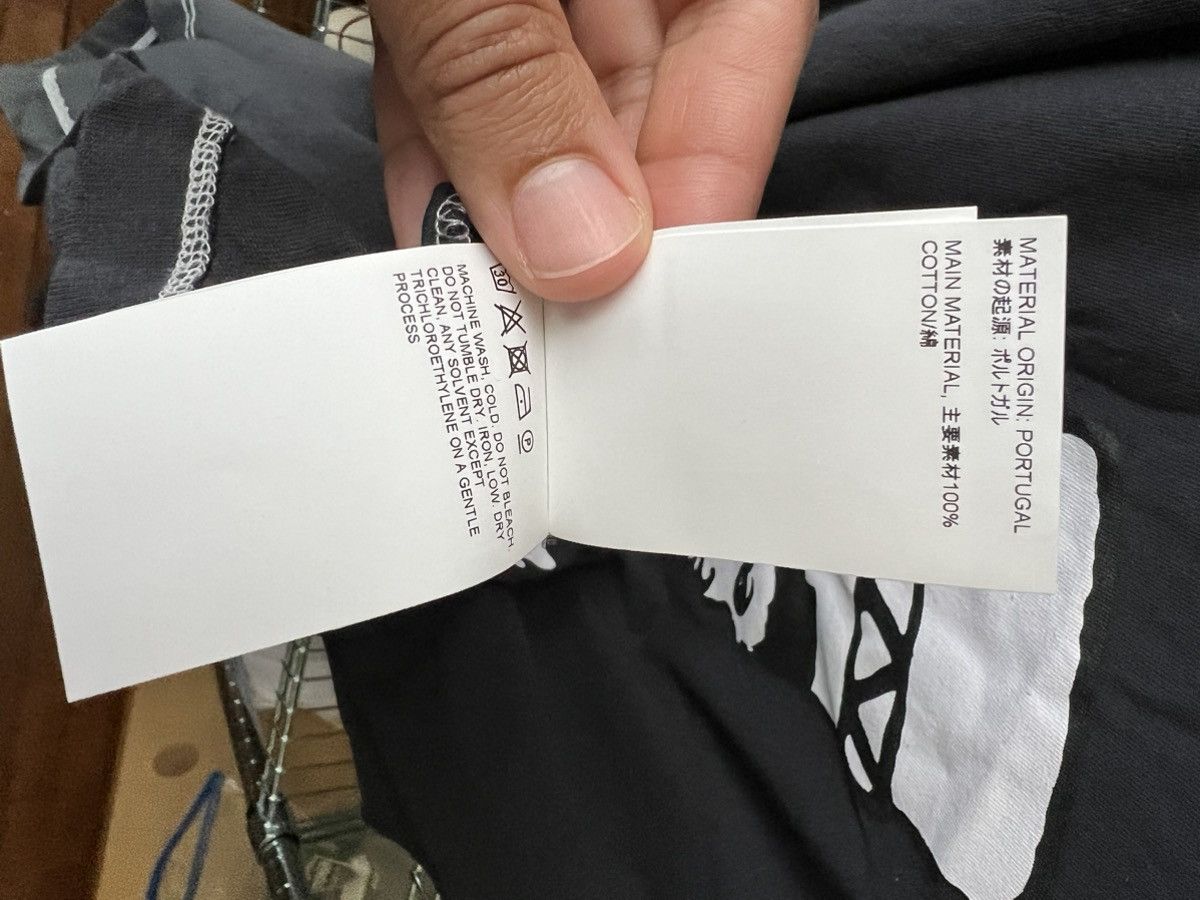 MATERIAL ORIGIN: PORTUGAL
素材の起源: ポルトガル
MAIN MATERIAL, 主要素材100%
COTTON/綿
30
P
MACHINE WASH, COLD. DO NOT BLEACH.
DO NOT TUMBLE DRY. IRON, LOW. DRY
CLEAN, ANY SOLVENT EXCEPT
TRICHLOROETHYLENE ON A GENTLE
PROCESS